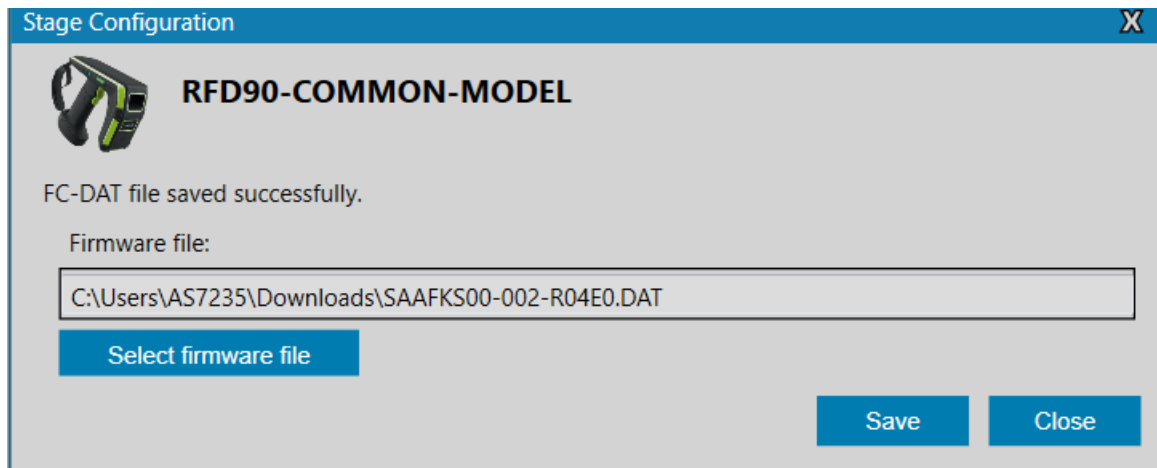 Stage Configuration X
RFD90-COMMON-MODEL
FC-DAT file saved successfully.
Firmware file:
C:\Users\AS7235\Downloads\SAAFKS00-002-R04E0.DAT
Select firmware file
Save Close